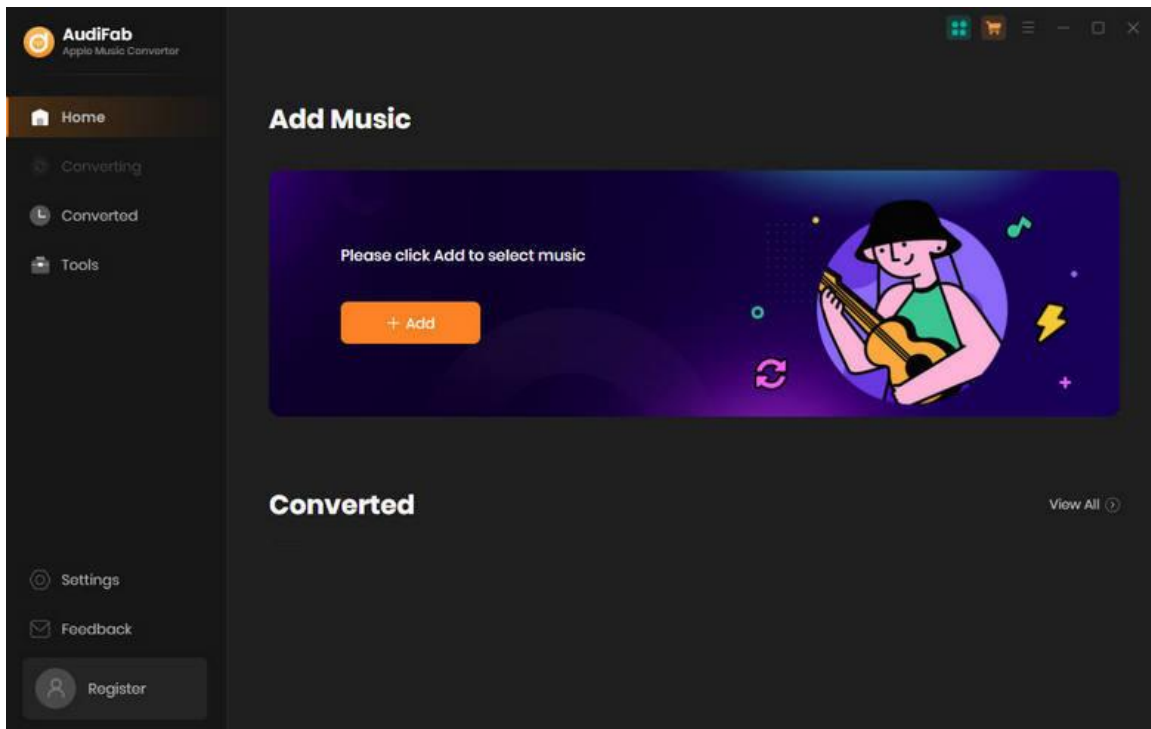 AudiFab
Apple Music Converter
Home
Converting
Converted
Tools
Settings
Feedback
Register
Add Music
Please click Add to select music
+ Add
Converted
View All